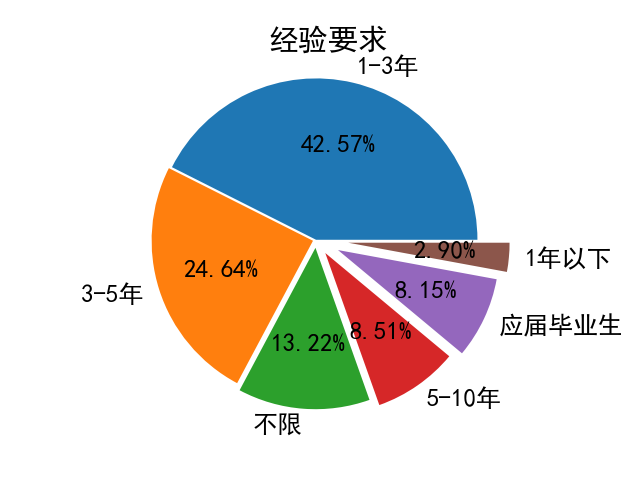 经验要求
1-3年
42.57%
3-5年
24.64%
不限
13.22%
5-10年
8.51%
应届毕业生
8.15%
1年以下
2.90%